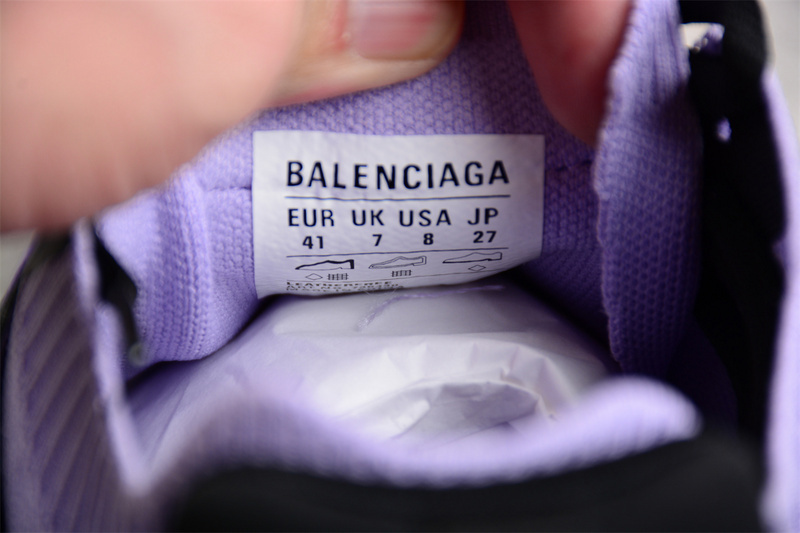 BALENCIAGA
EUR UK USA JP
41 7 8 27